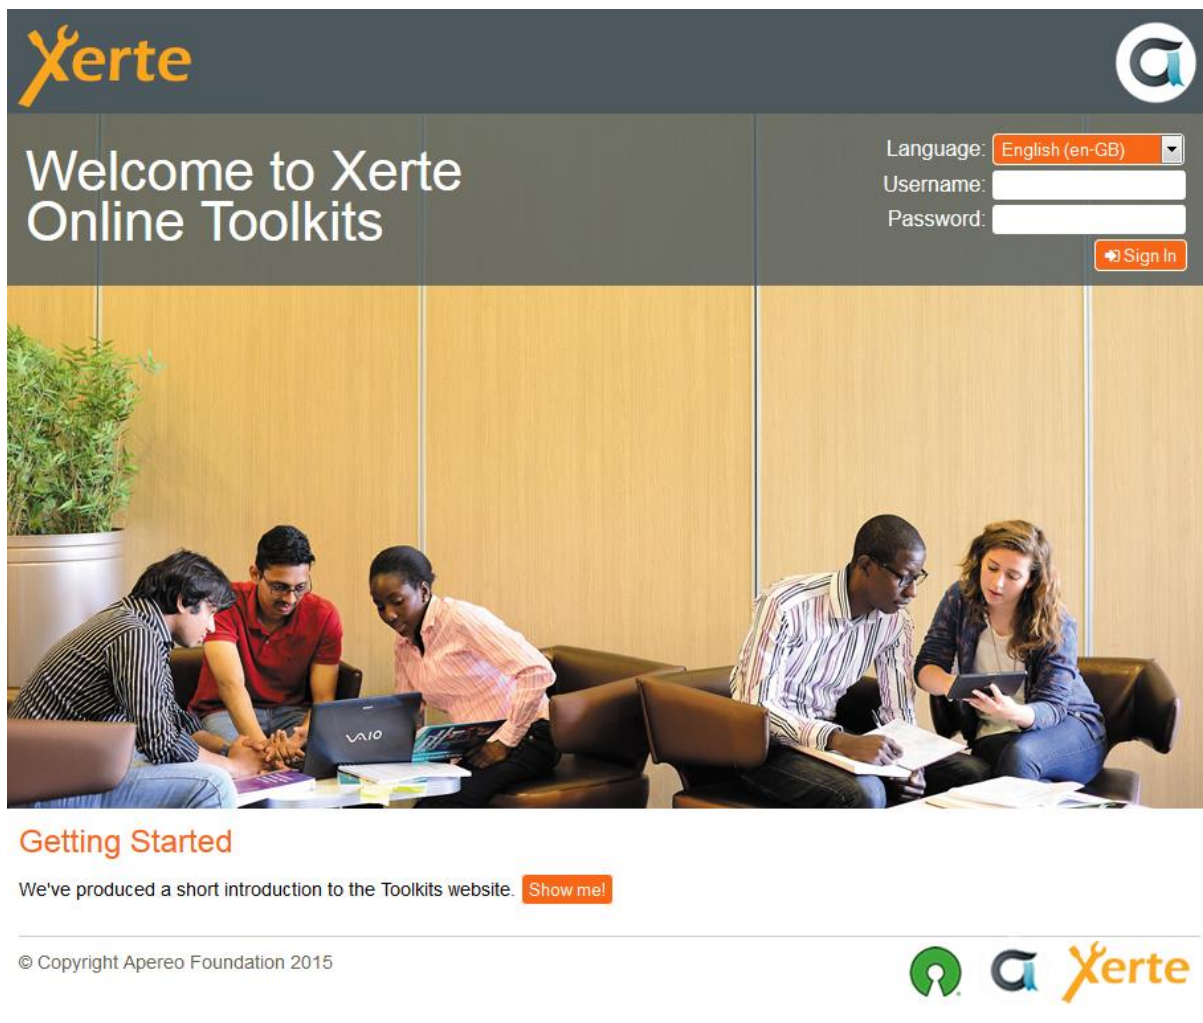 Xerte
Welcome to Xerte
Online Toolkits
Language: English (en-GB)
Username:
Password:
Sign In
VAIO
Getting Started
We've produced a short introduction to the Toolkits website. Show me!
© Copyright Apereo Foundation 2015
Xerte